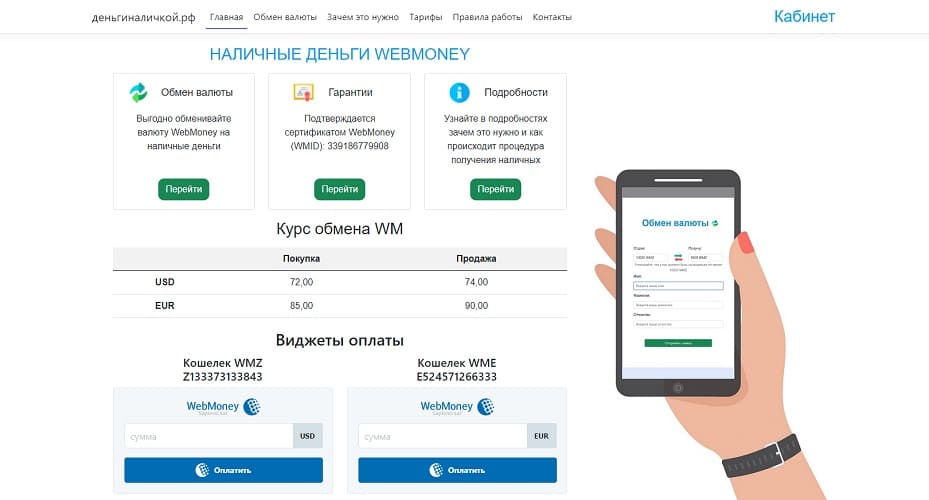 деньгиналичкой.рф
Главная
Обмен валюты
Зачем это нужно
Тарифы
Правила работы
Контакты
Кабинет
НАЛИЧНЫЕ ДЕНЬГИ WEBMONEY
Обмен валюты
Выгодно обменивайте
валюту WebMoney на
наличные деньги
Перейти
Гарантии
Подтверждается
сертификатом WebMoney
(WMID): 339186779908
Перейти
Подробности
Узнайте в подробностях
зачем это нужно и как
происходит процедура
получения наличных
Перейти
Курс обмена WM
Покупка
Продажа
USD
72,00
74,00
EUR
85,00
90,00
Виджеты оплаты
Кошелек WMZ
Z133373133843
WebMoney
сумма
USD
Оплатить
Кошелек WME
E524571266333
WebMoney
сумма
EUR
Оплатить
Обмен валюты